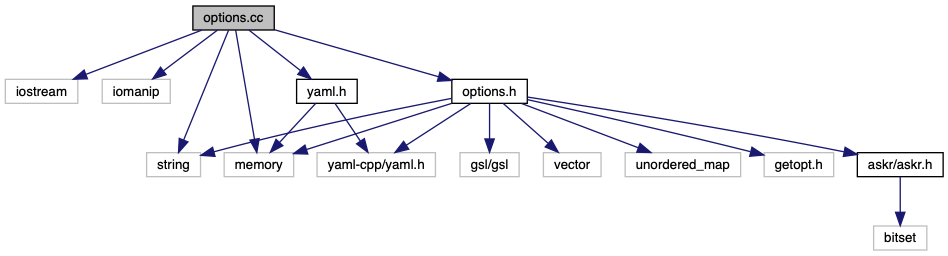 options.cc
iostream
iomanip
yaml.h
options.h
string
memory
yaml-cpp/yaml.h
gsl/gsl
vector
unordered_map
getopt.h
askr/askr.h
bitset